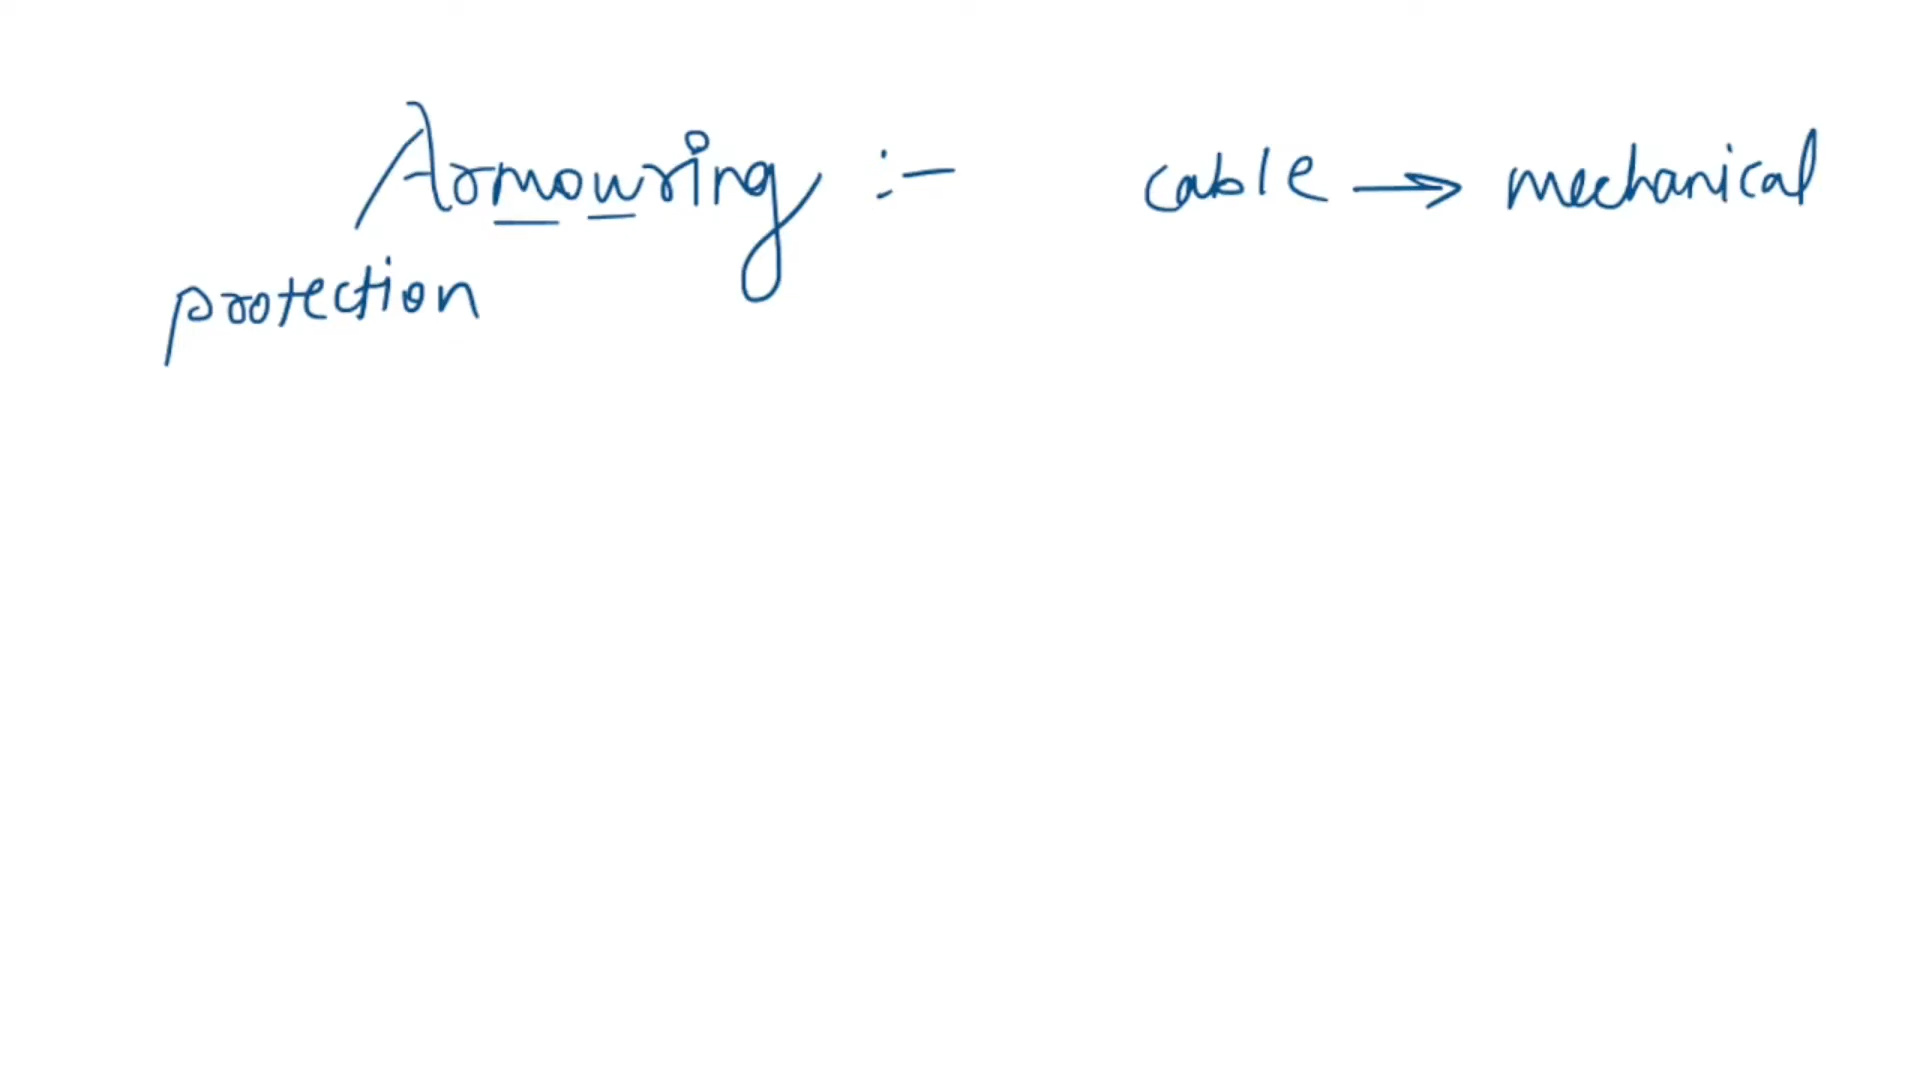 Armouring :- cable → mechanical
protection